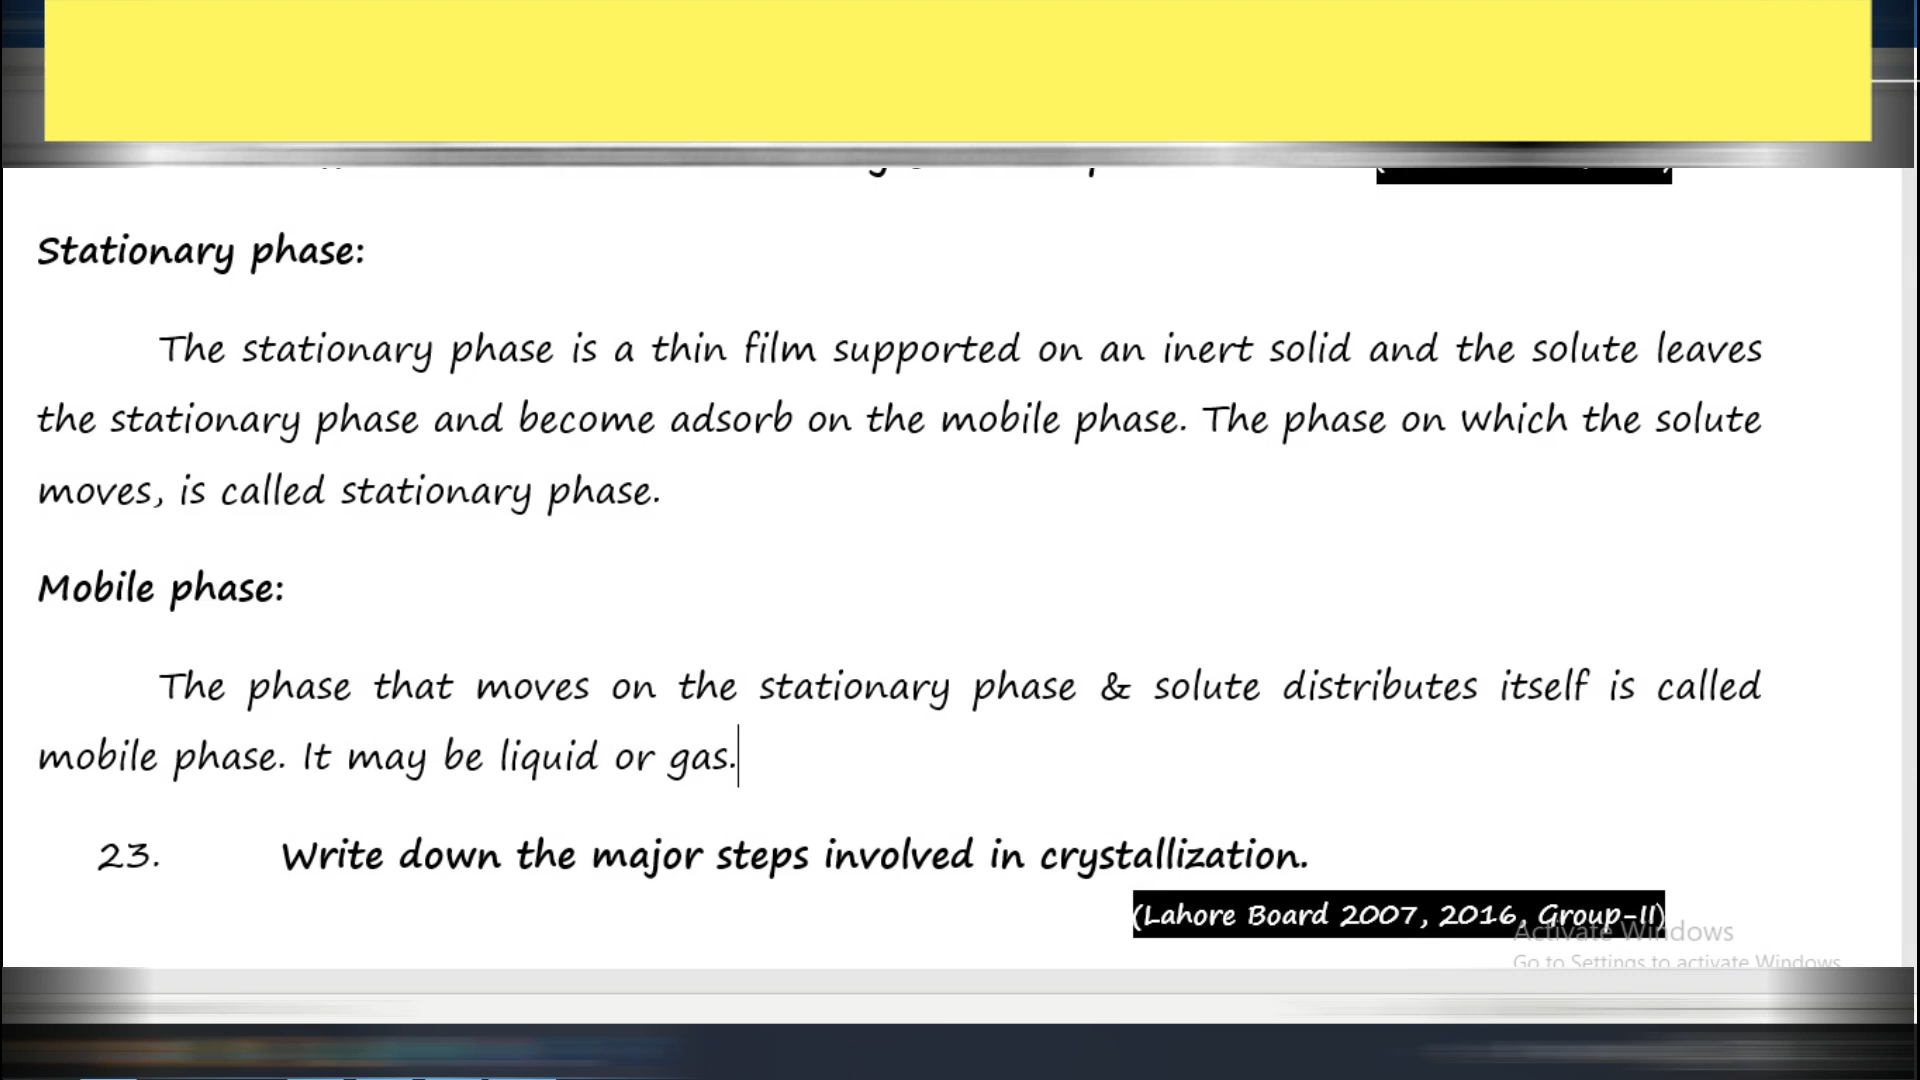 Stationary phase:
The stationary phase is a thin film supported on an inert solid and the solute leaves
the stationary phase and become adsorb on the mobile phase. The phase on which the solute
moves, is called stationary phase.
Mobile phase:
The phase that moves on the stationary phase & solute distributes itself is called
mobile phase. It may be liquid or gas.
23. Write down the major steps involved in crystallization.
(Lahore Board 2007, 2016, Group-II)
Activate Windows
Go to Settings to activate Windows.